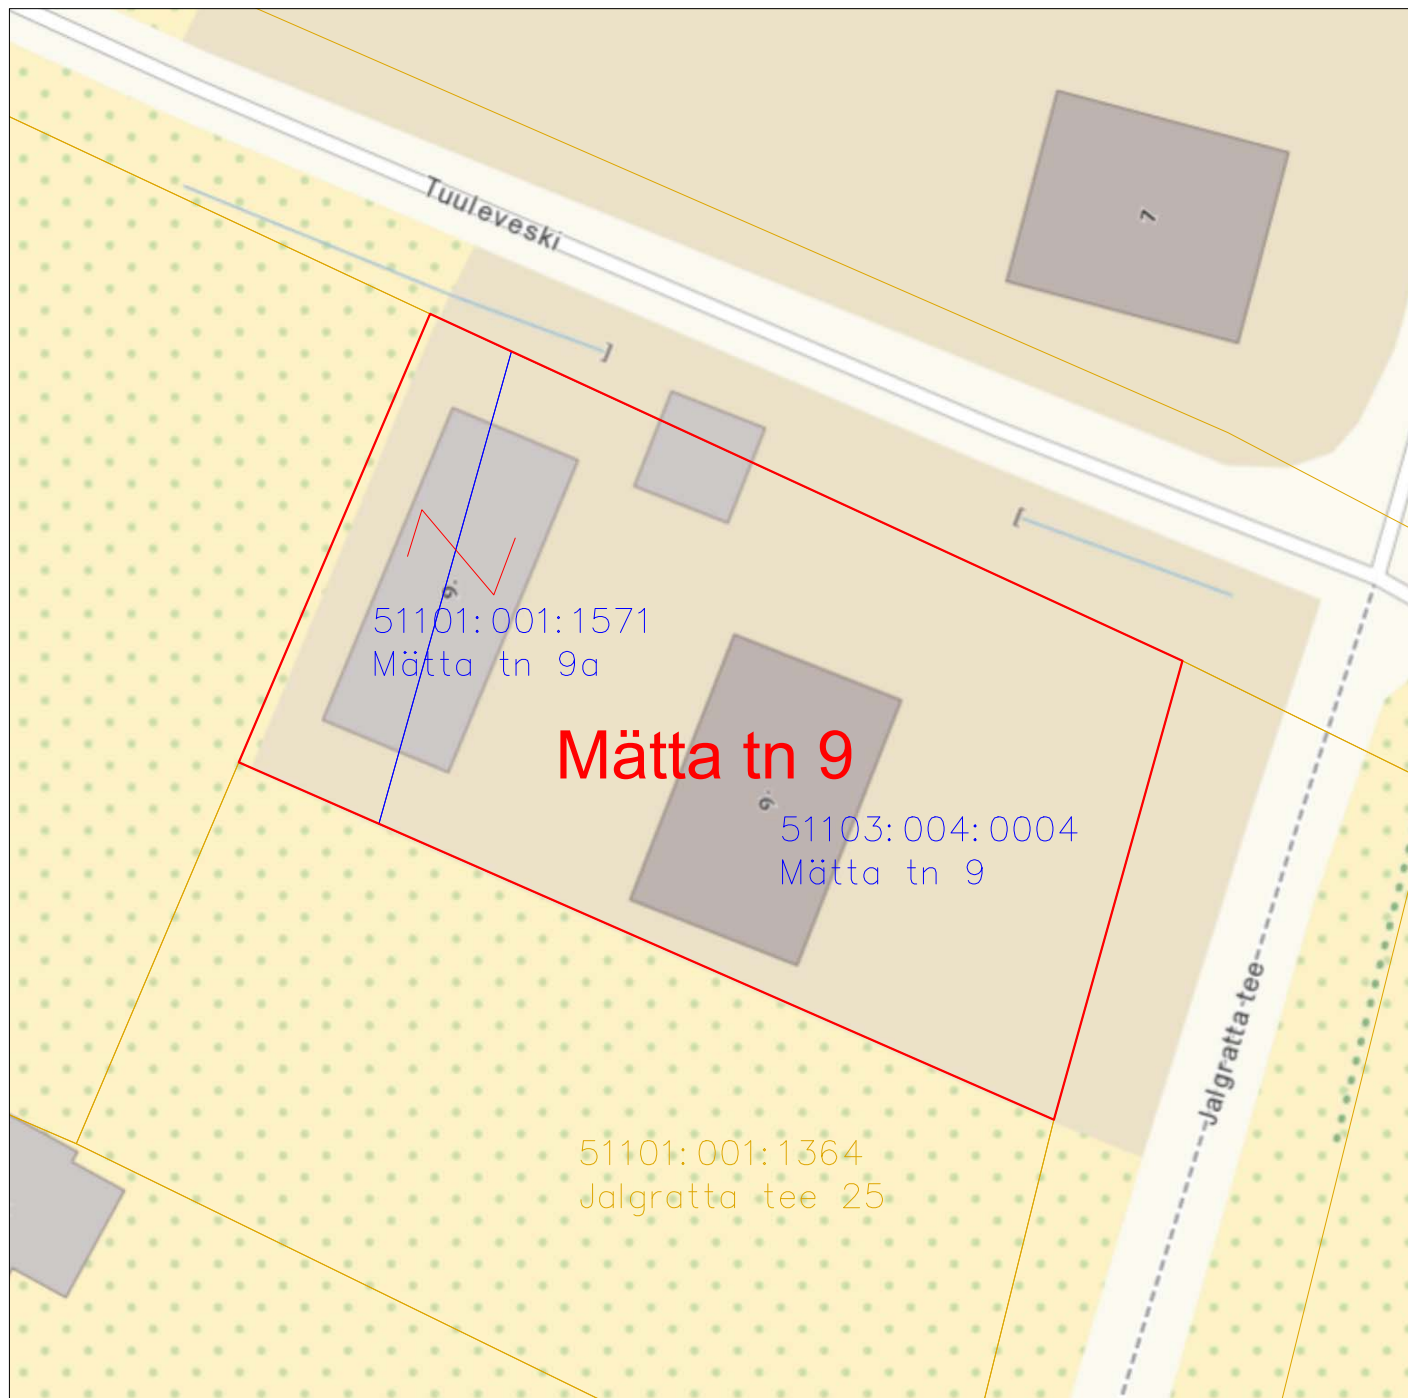 Tuuleveski
7
]
[
9.
51101:001:1571
Mätta tn 9a
Mätta tn 9
9.
51103:004:0004
Mätta tn 9
Jalgratta tee
51101:001:1364
Jalgratta tee 25